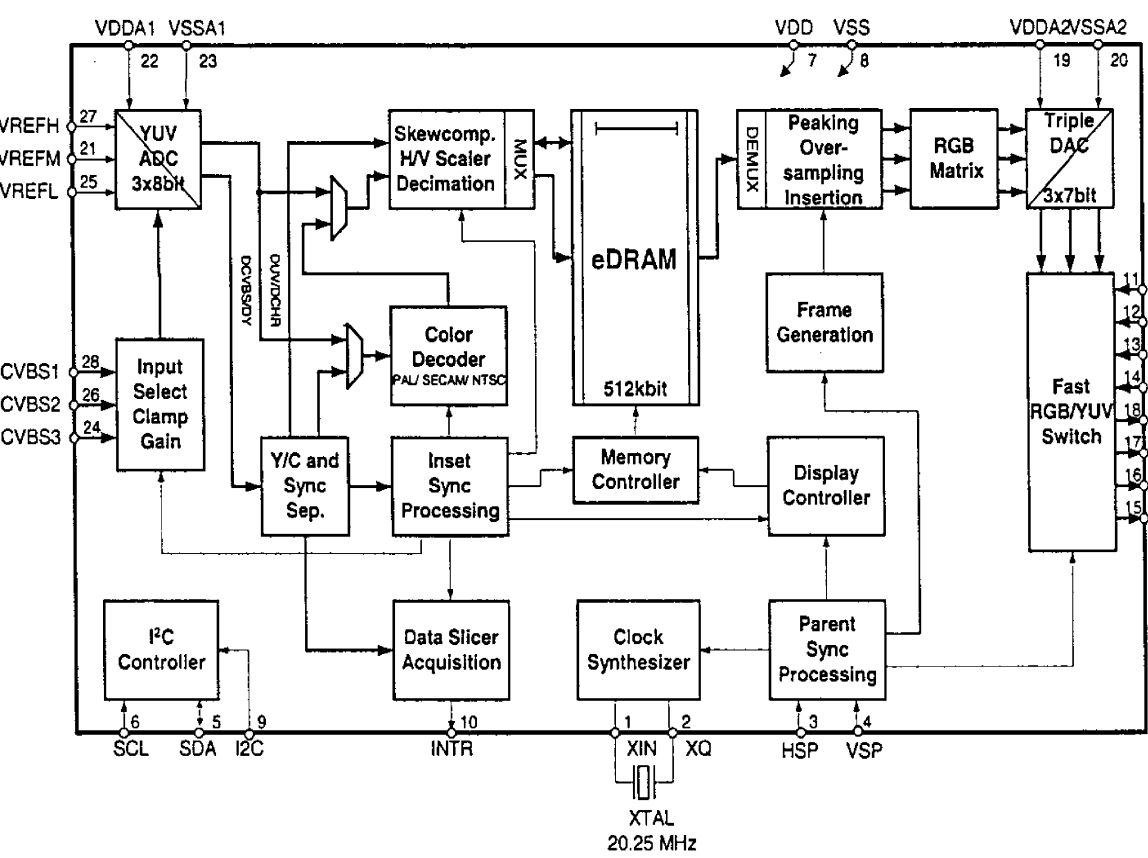 VDDA1 VSSA1 VDD VSS VDDA2 VSSA2
22 23 7 8 19 20
VREFH 27
VREFM 21
VREFL 25
YUV
ADC
3x8bit
Skewcomp.
H/V Scaler
Decimation
MUX
eDRAM
512kbit
DEMUX
Peaking
Over-
sampling
Insertion
RGB
Matrix
Triple
DAC
3x7bit
DCVBS/DY
DUV/DCHR
Frame
Generation
11
12
13
14
18
17
16
15
Fast
RGB/YUV
Switch
CVBS1 28
CVBS2 26
CVBS3 24
Input
Select
Clamp
Gain
Color
Decoder
PAL/ SECAM/ NTSC
Y/C and
Sync
Sep.
Inset
Sync
Processing
Memory
Controller
Display
Controller
I²C
Controller
Data Slicer
Acquisition
Clock
Synthesizer
Parent
Sync
Processing
6 5 9 10 1 2 3 4
SCL SDA I2C INTR XIN XQ HSP VSP
XTAL
20.25 MHz